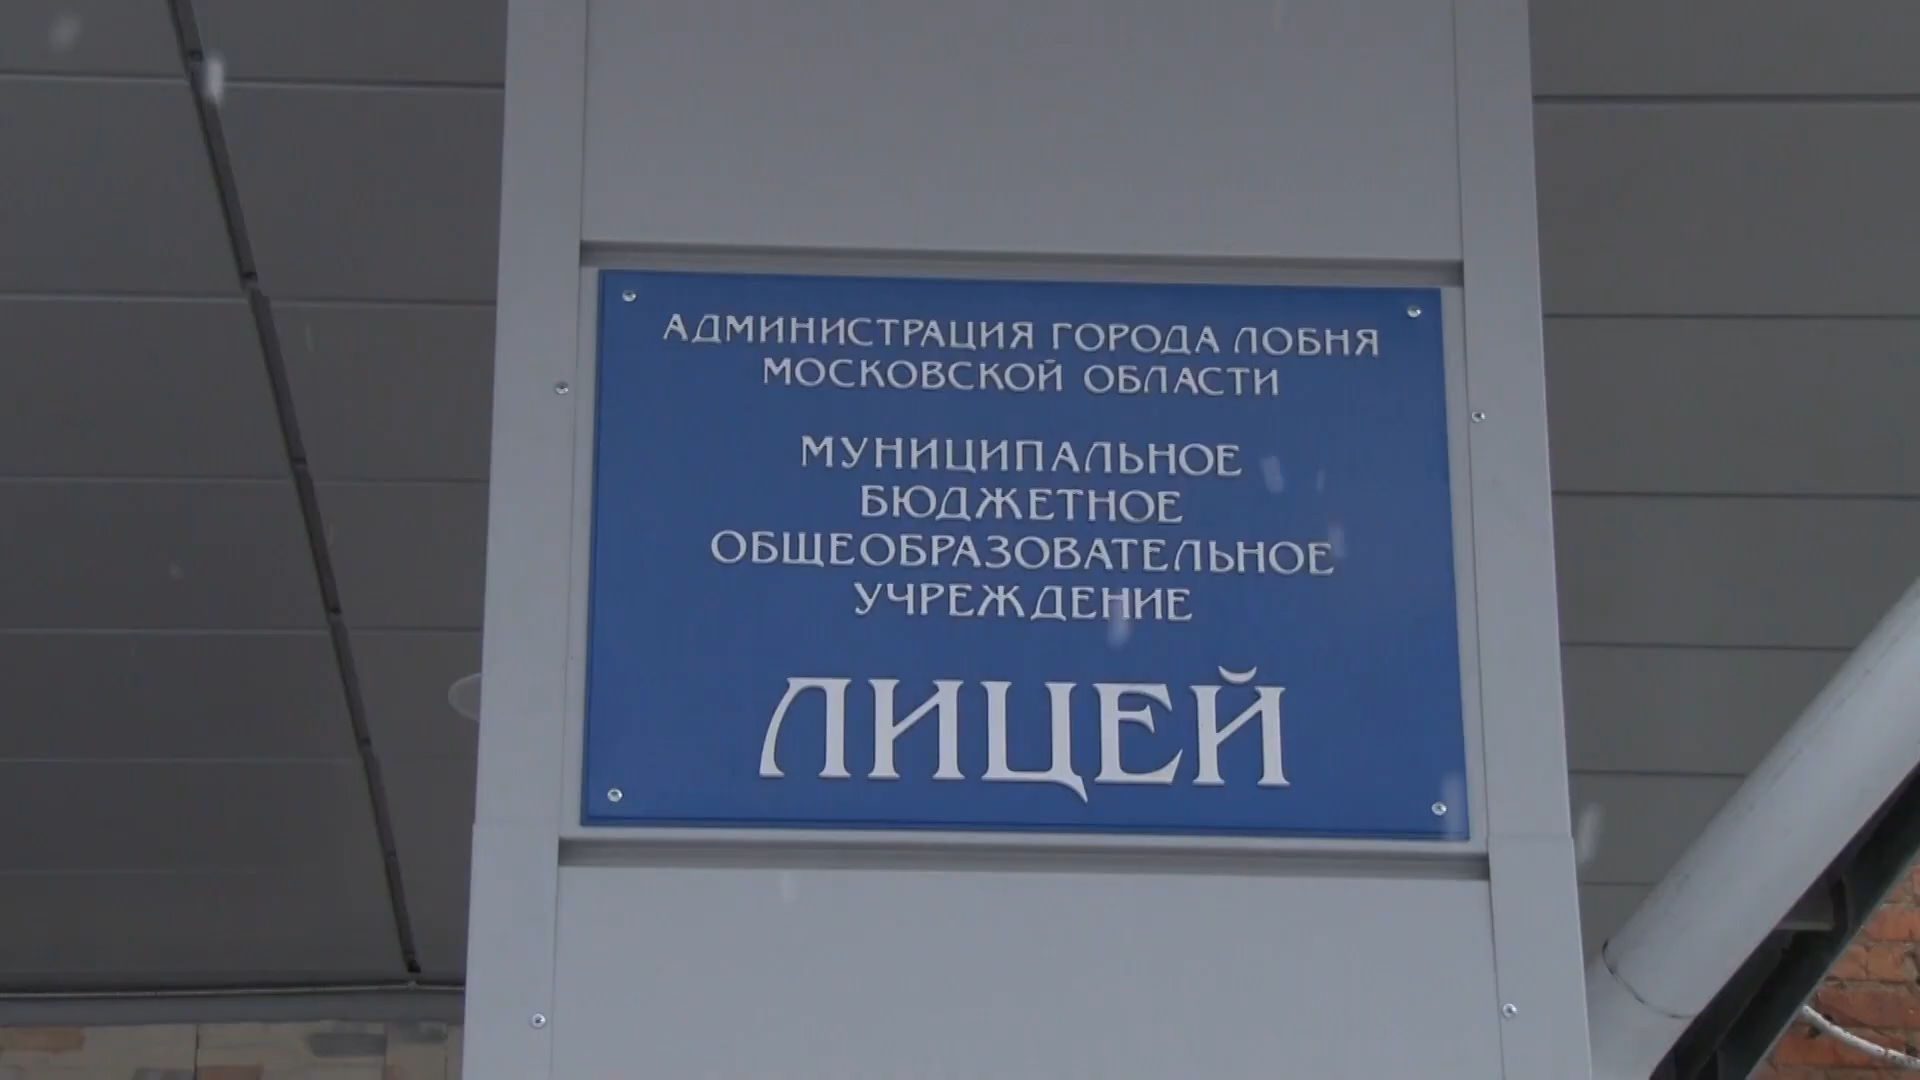 АДМИНИСТРАЦИЯ ГОРОДА ЛОБНЯ
МОСКОВСКОЙ ОБЛАСТИ
МУНИЦИПАЛЬНОЕ
БЮДЖЕТНОЕ
ОБЩЕОБРАЗОВАТЕЛЬНОЕ
УЧРЕЖДЕНИЕ
ЛИЦЕЙ